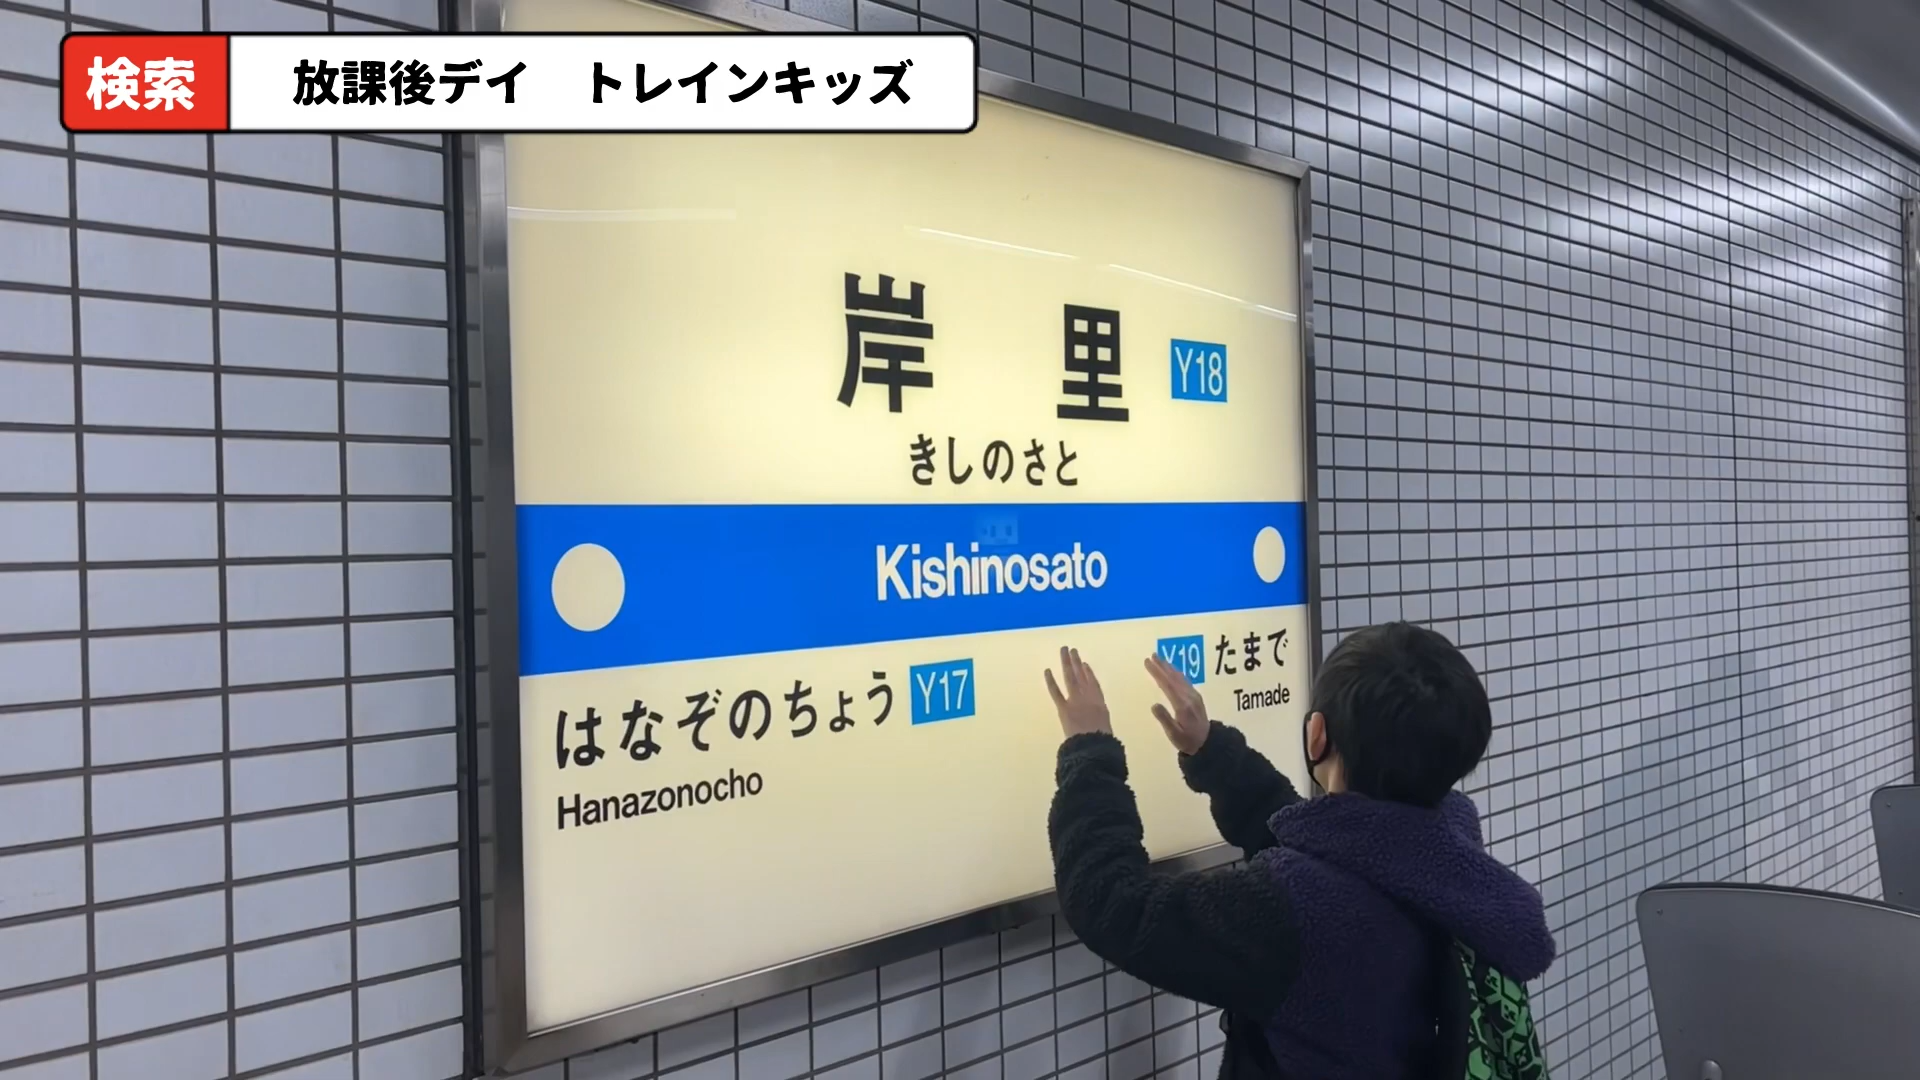 検索 放課後デイ トレインキッズ
岸 里 Y18
きしのさと
Kishinosato
はなぞのちょう Y17 Y19 たまで
Hanazonocho Tamade